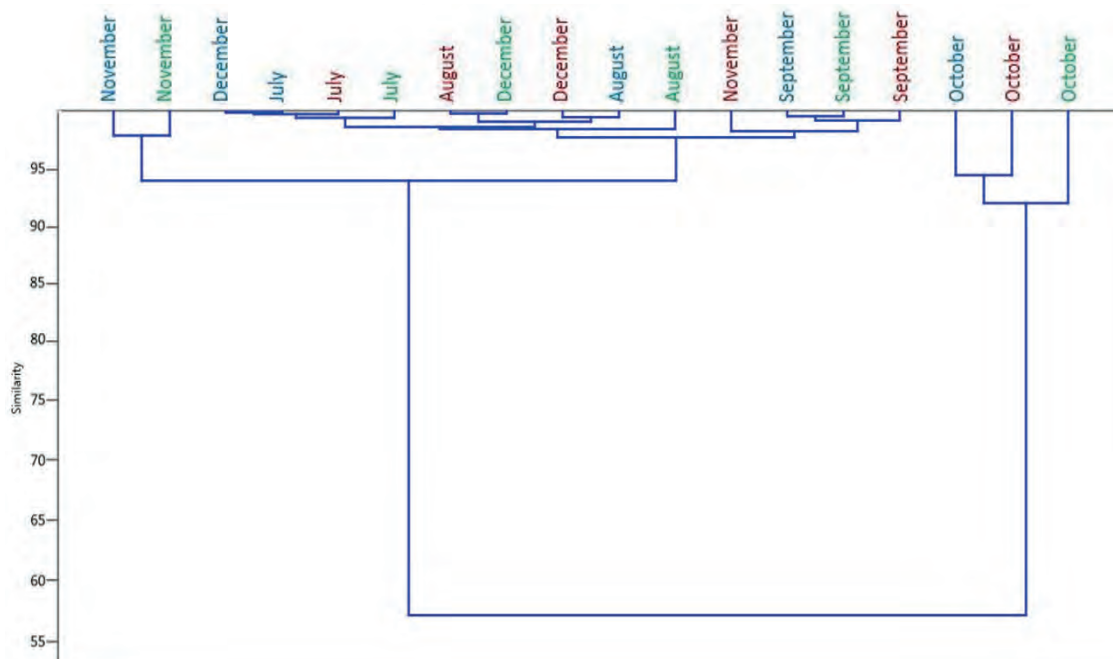 November
November
December
July
July
July
August
December
December
August
August
November
September
September
September
October
October
October
95
90
85
80
75
70
65
60
55
Similarity